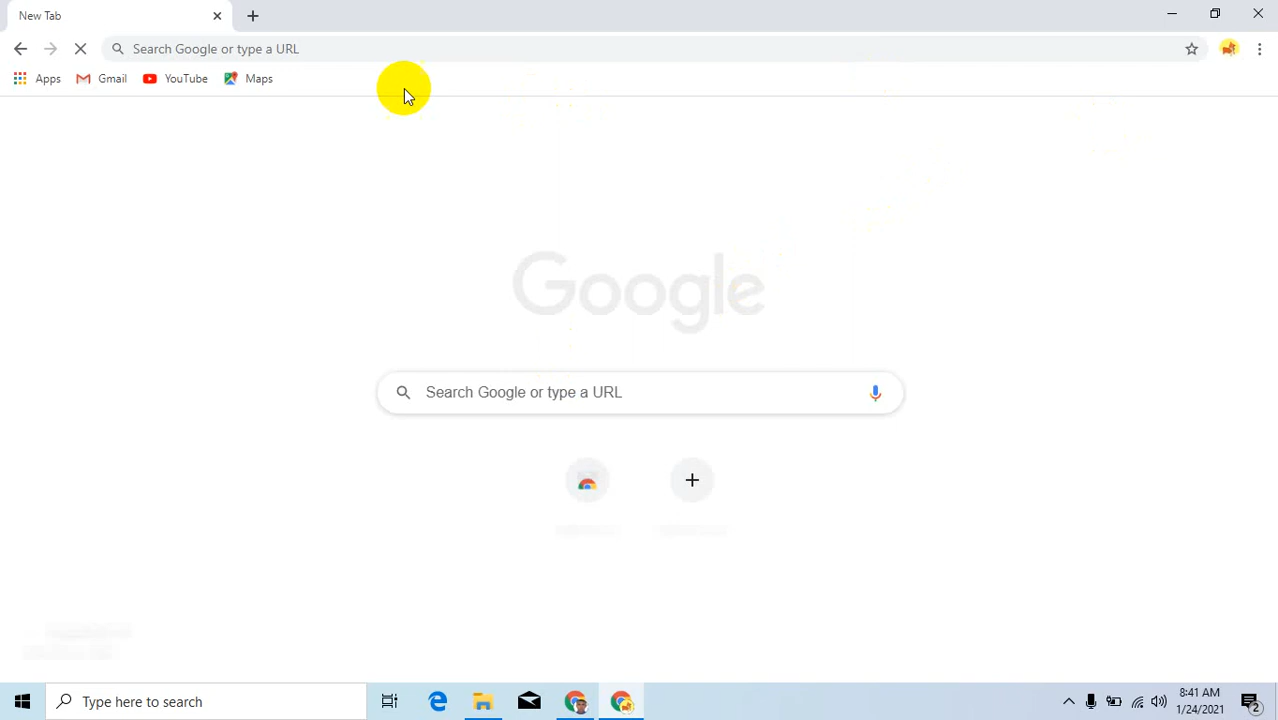 New Tab
Search Google or type a URL
Apps Gmail YouTube Maps
Google
Search Google or type a URL
Type here to search
8:41 AM
1/24/2021
2